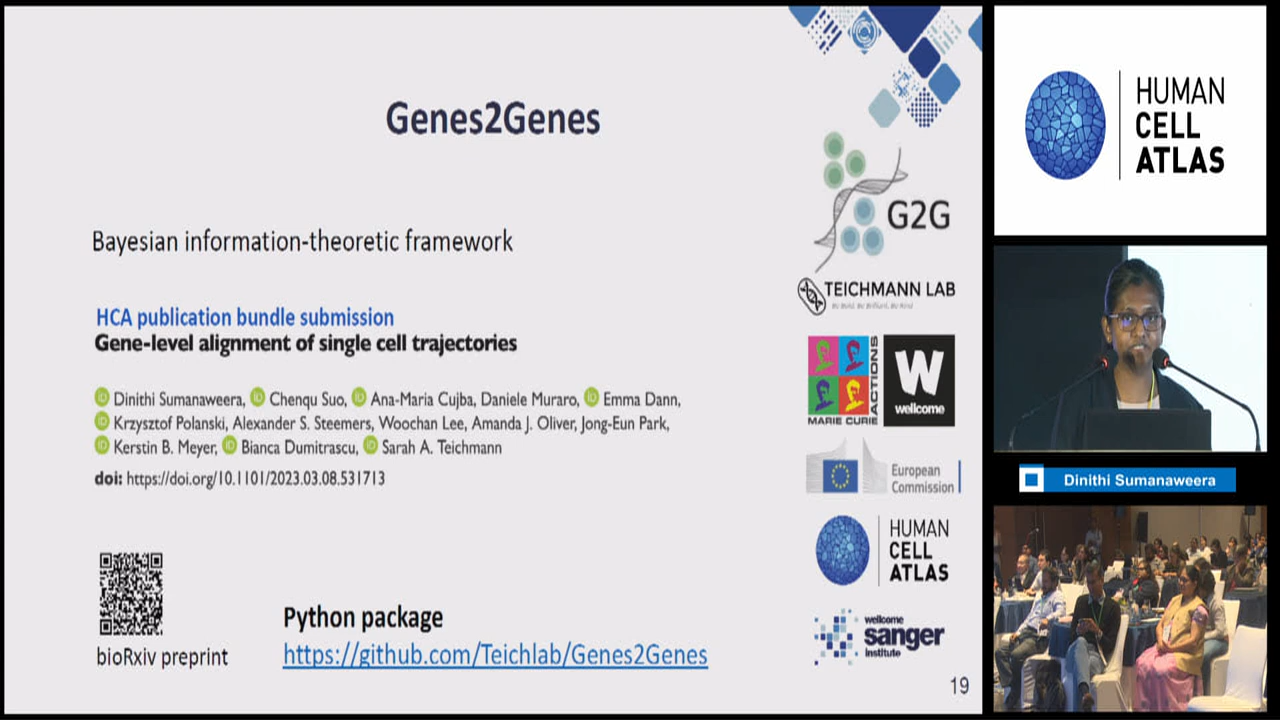 Genes2Genes
G2G
Bayesian information-theoretic framework
TEICHMANN LAB
HCA publication bundle submission
Gene-level alignment of single cell trajectories
Dinithi Sumanaweera, Chenqu Suo, Ana-Maria Cujba, Daniele Muraro, Emma Dann,
Krzysztof Polanski, Alexander S. Steemers, Woochan Lee, Amanda J. Oliver, Jong-Eun Park,
Kerstin B. Meyer, Bianca Dumitrascu, Sarah A. Teichmann
doi: https://doi.org/10.1101/2023.03.08.531713
MARIE CURIE
ACTIONS
W
wellcome
European
Commission
HUMAN
CELL
ATLAS
bioRxiv preprint
Python package
https://github.com/Teichlab/Genes2Genes
wellcome
sanger
institute
19
HUMAN
CELL
ATLAS
Dinithi Sumanaweera